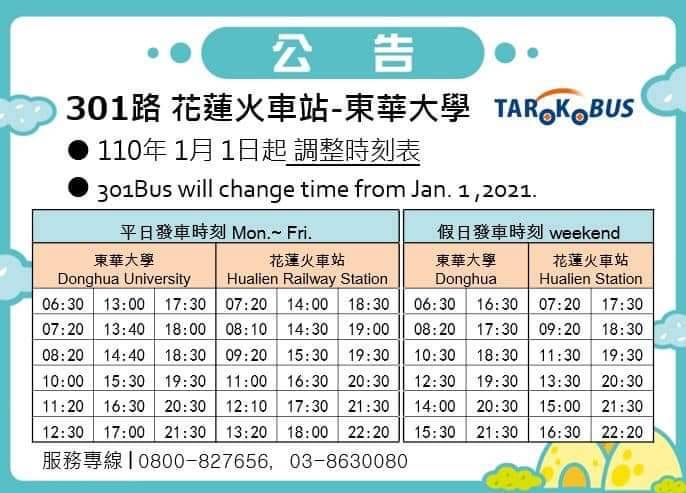 公 告
301路 花蓮火車站-東華大學 TAROKOBUS
● 110年 1月 1日起 調整時刻表
● 301Bus will change time from Jan. 1 ,2021.
平日發車時刻 Mon.~ Fri. 假日發車時刻 weekend
東華大學 花蓮火車站 東華大學 花蓮火車站
Donghua University Hualien Railway Station Donghua Hualien Station
06:30 13:00 17:30 07:20 14:00 18:30 06:30 16:30 07:20 17:30
07:20 13:40 18:00 08:10 14:30 19:00 08:20 17:30 09:20 18:30
08:20 14:40 18:30 09:20 15:30 19:30 10:30 18:30 11:30 19:30
10:00 15:30 19:30 11:00 16:30 20:30 12:30 19:30 13:30 20:30
11:20 16:30 20:30 12:10 17:30 21:30 14:00 20:30 15:00 21:30
12:30 17:00 21:30 13:20 18:00 22:20 15:30 21:30 16:30 22:20
服務專線 | 0800-827656, 03-8630080